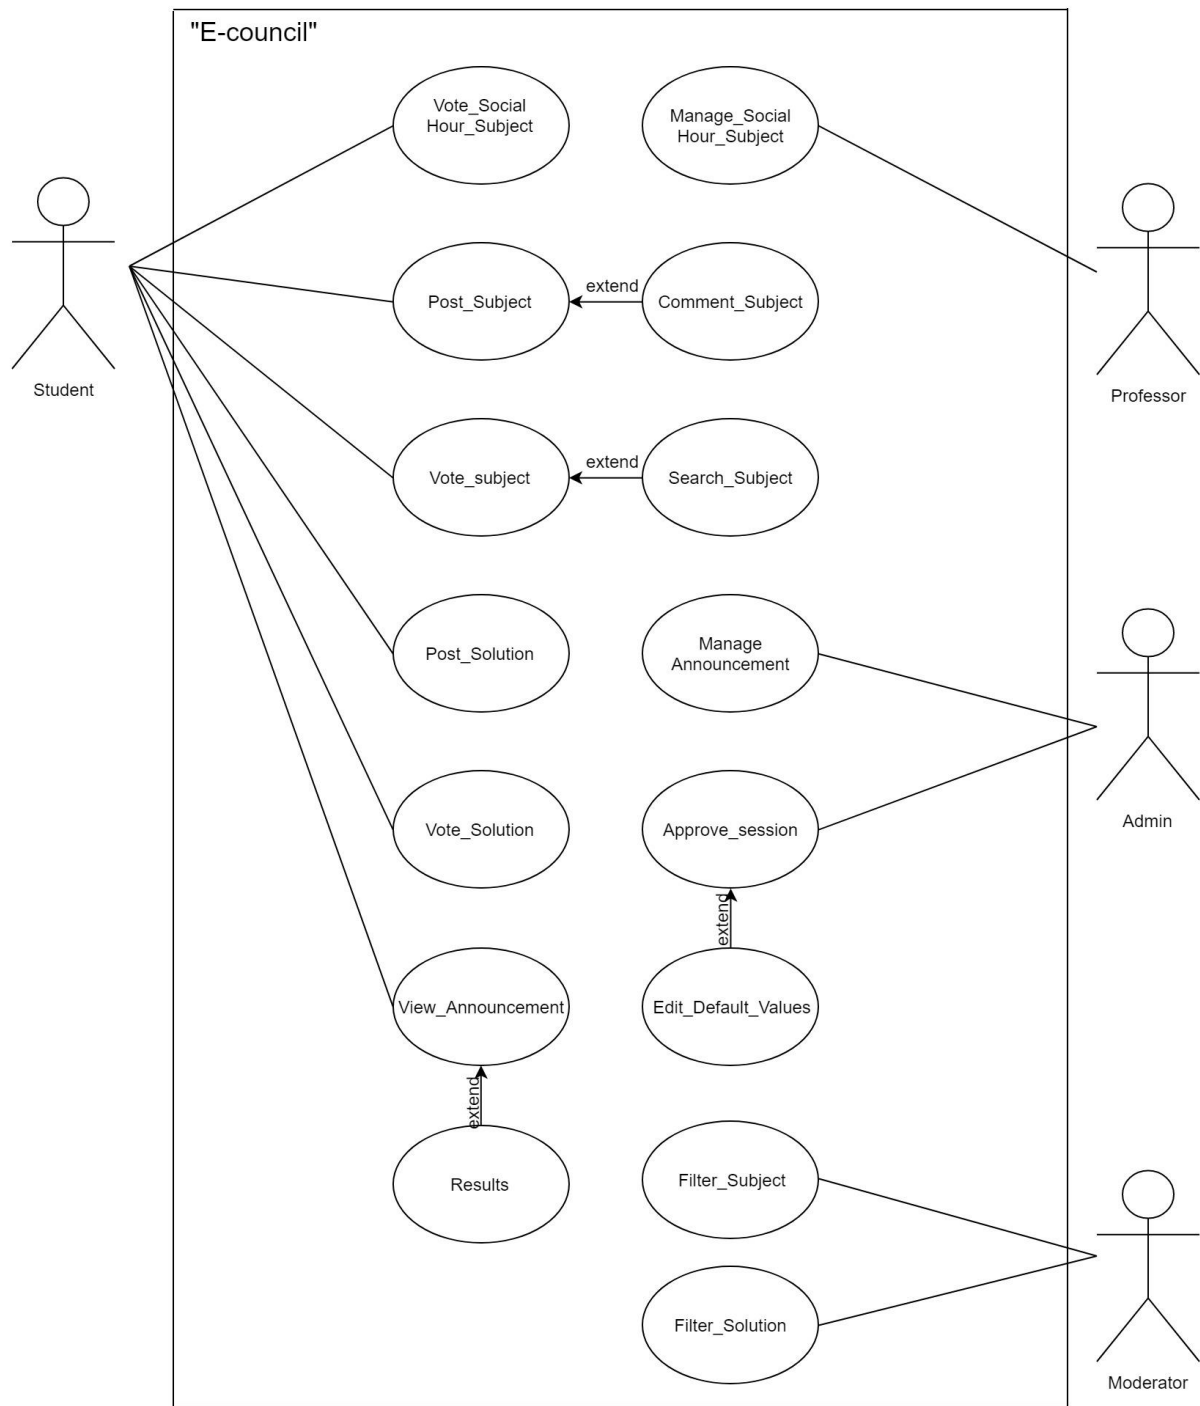 "E-council"
Vote_Social
Hour_Subject
Manage_Social
Hour_Subject
Post_Subject
extend
Comment_Subject
Student
Professor
Vote_subject
extend
Search_Subject
Post_Solution
Manage
Announcement
Vote_Solution
Approve_session
Admin
extend
View_Announcement
Edit_Default_Values
extend
Results
Filter_Subject
Filter_Solution
Moderator